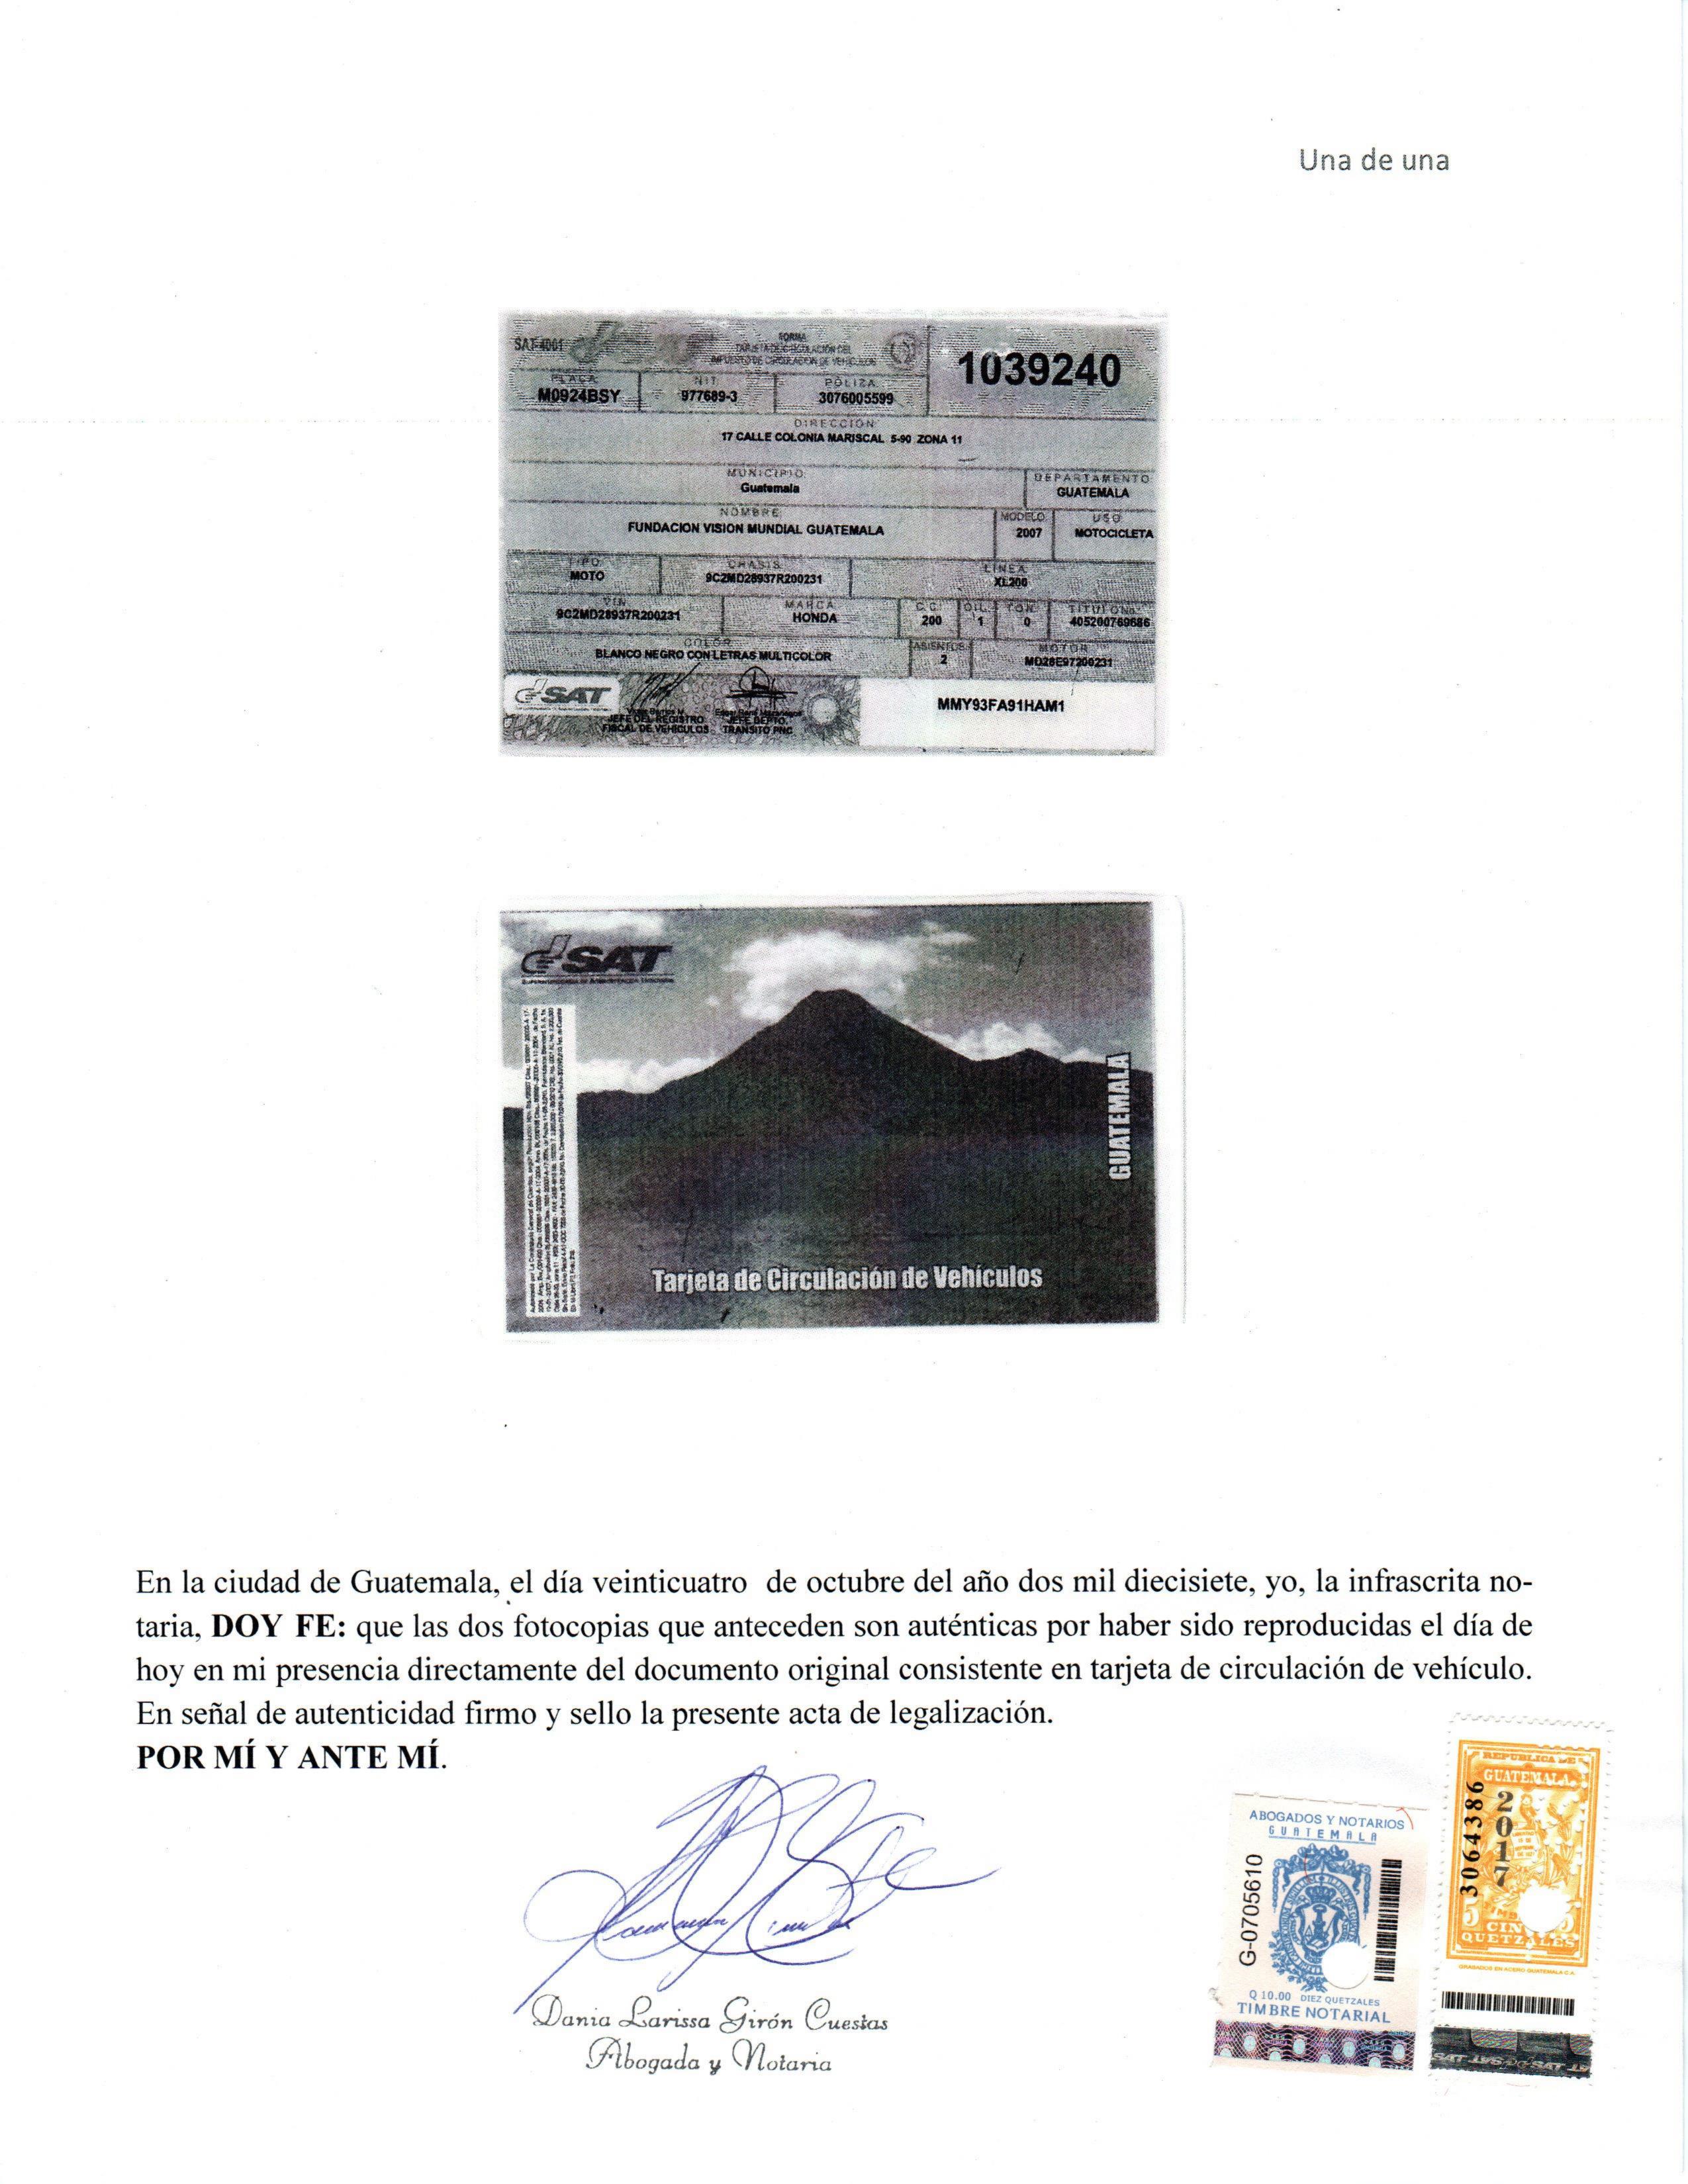 Una de una
SAT-4001
FORMA
TARJETA DE CIRCULACIÓN DEL
IMPUESTO DE CIRCULACIÓN DE VEHICULOS
1039240
PLACA NIT POLIZA
M0924BSY 977689-3 3076005599
DIRECCION
17 CALLE COLONIA MARISCAL 5-90 ZONA 11
MUNICIPIO DEPARTAMENTO
Guatemala GUATEMALA
NOMBRE MODELO USO
FUNDACION VISION MUNDIAL GUATEMALA 2007 MOTOCICLETA
TIPO CHASIS LINEA
MOTO 9C2MD28937R200231 XL200
VIN MARCA C.C. CIL. TON. TITULO No.
9C2MD28937R200231 HONDA 200 1 0 405200769686
COLOR ASIENTOS MOTOR
BLANCO NEGRO CON LETRAS MULTICOLOR 2 MD28E97200231
SAT
JEFE DEL REGISTRO JEFE DEPTO.
FISCAL DE VEHICULOS TRANSITO PNC
MMY93FA91HAM1
SAT
GUATEMALA
Tarjeta de Circulación de Vehículos
En la ciudad de Guatemala, el día veinticuatro de octubre del año dos mil diecisiete, yo, la infrascrita no-
taria, DOY FE: que las dos fotocopias que anteceden son auténticas por haber sido reproducidas el día de
hoy en mi presencia directamente del documento original consistente en tarjeta de circulación de vehículo.
En señal de autenticidad firmo y sello la presente acta de legalización.
POR MÍ Y ANTE MÍ.
Dania Larissa Girón Cuestas
Abogada y Notaria
ABOGADOS Y NOTARIOS
GUATEMALA
G-0705610
Q 10.00 DIEZ QUETZALES
TIMBRE NOTARIAL
REPUBLICA DE
GUATEMALA
3064386
2017
5 CINCO 5
QUETZALES
GRABADOS EN ACERO GUATEMALA C.A.